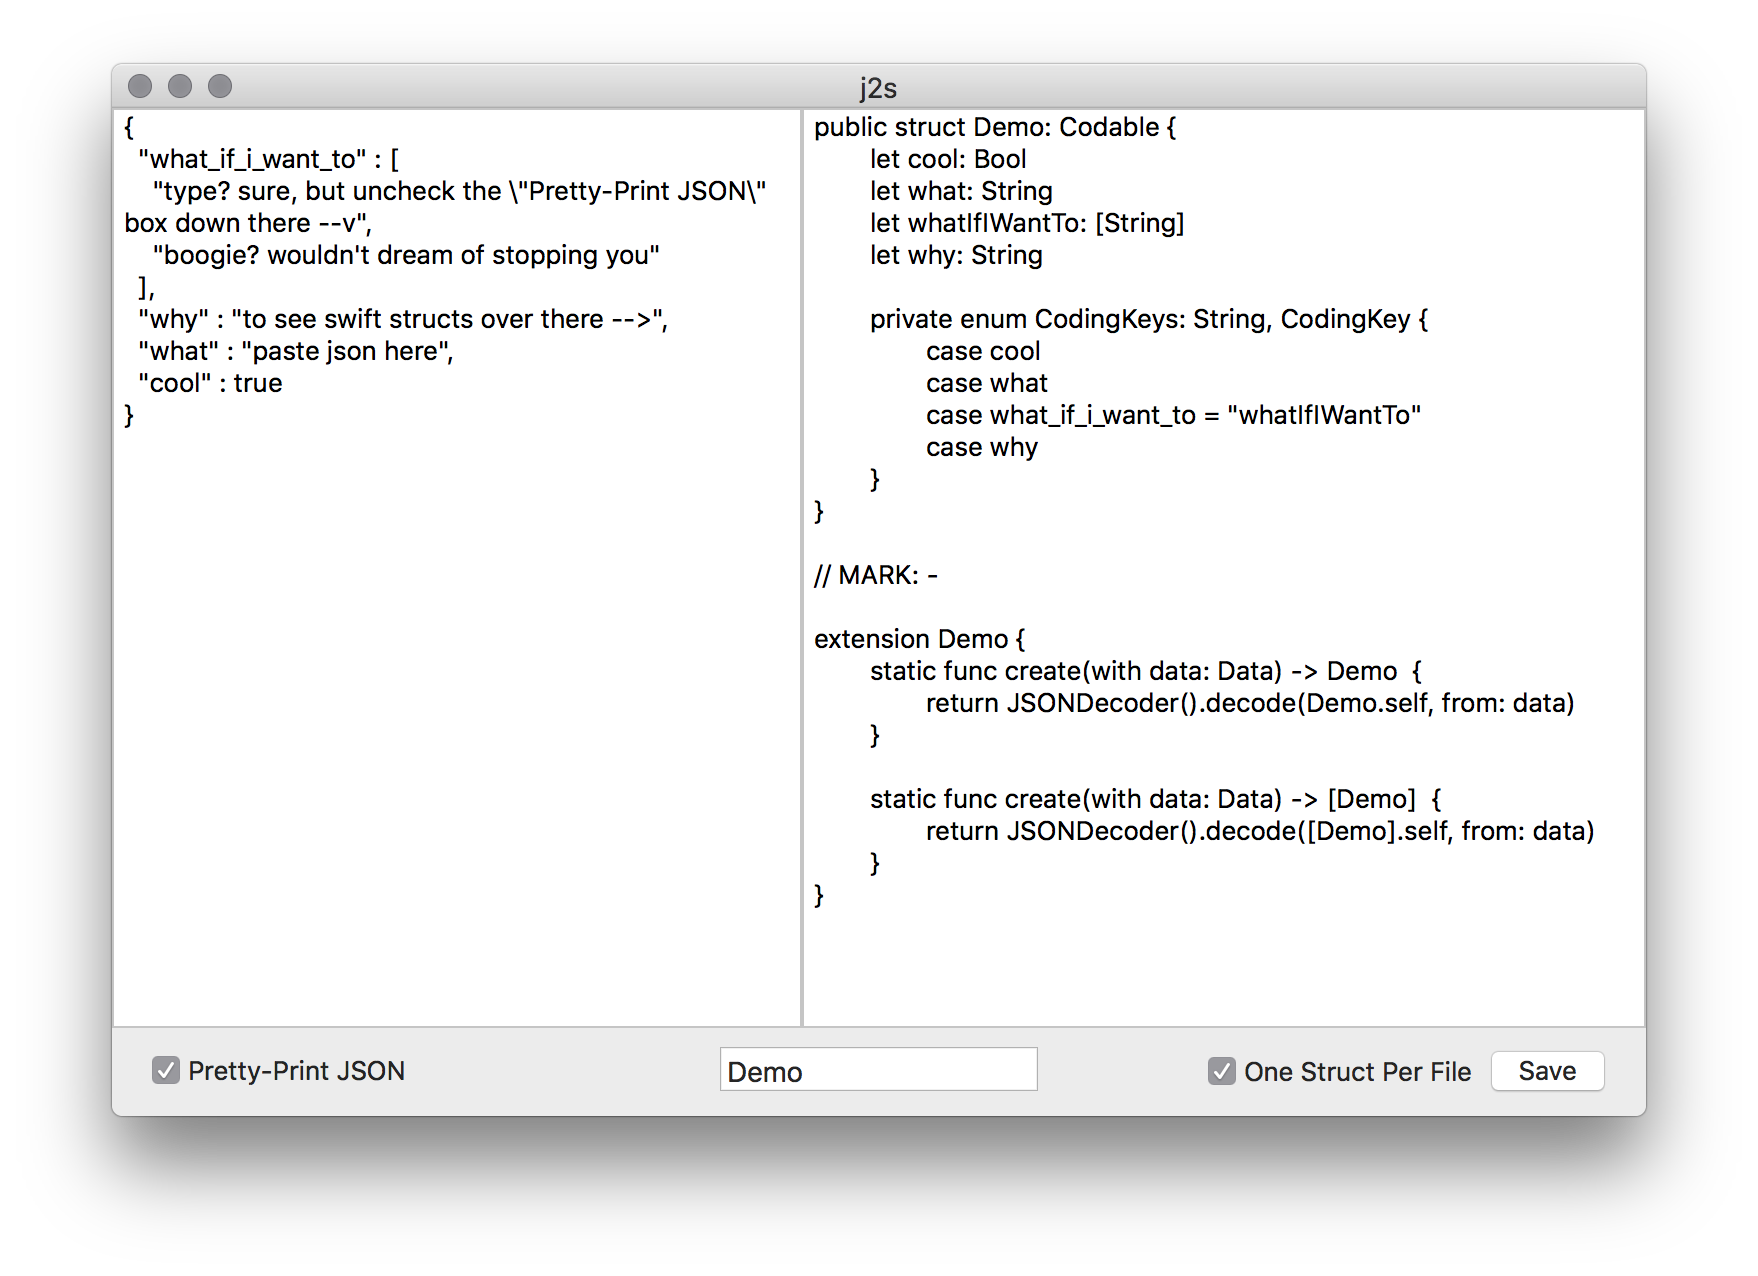 j2s
{
  "what_if_i_want_to" : [
    "type? sure, but uncheck the \"Pretty-Print JSON\"
box down there --v",
    "boogie? wouldn't dream of stopping you"
  ],
  "why" : "to see swift structs over there -->",
  "what" : "paste json here",
  "cool" : true
}
public struct Demo: Codable {
    let cool: Bool
    let what: String
    let whatIfIWantTo: [String]
    let why: String
    private enum CodingKeys: String, CodingKey {
        case cool
        case what
        case what_if_i_want_to = "whatIfIWantTo"
        case why
    }
}
// MARK: -
extension Demo {
    static func create(with data: Data) -> Demo  {
        return JSONDecoder().decode(Demo.self, from: data)
    }
    static func create(with data: Data) -> [Demo]  {
        return JSONDecoder().decode([Demo].self, from: data)
    }
}
Pretty-Print JSON
Demo
One Struct Per File
Save